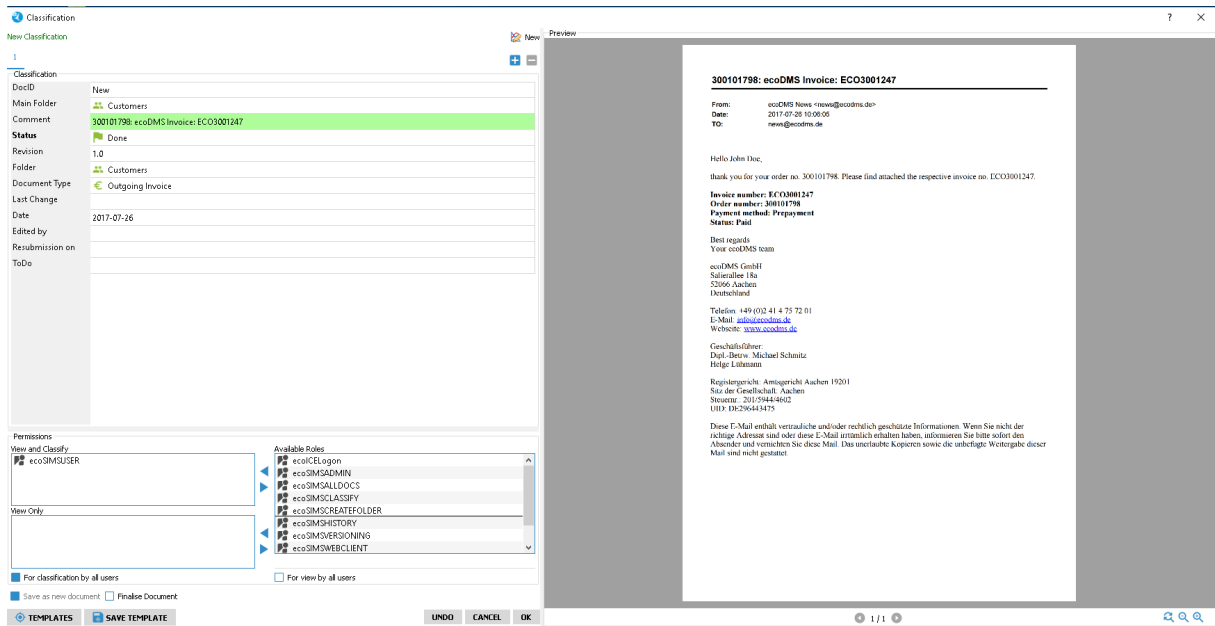 Classification
? ×
New Classification
New
1
Classification
DocID New
Main Folder Customers
Comment 300101798: ecoDMS Invoice: ECO3001247
Status Done
Revision 1.0
Folder Customers
Document Type Outgoing Invoice
Last Change
Date 2017-07-26
Edited by
Resubmission on
ToDo
Permissions
View and Classify
ecoSIMSUSER
View Only
Available Roles
ecoICELogon
ecoSIMSADMIN
ecoSIMSALLDOCS
ecoSIMSCLASSIFY
ecoSIMSCREATEFOLDER
ecoSIMSHISTORY
ecoSIMSVERSIONING
ecoSIMSWEBCLIENT
For classification by all users
For view by all users
Save as new document Finalise Document
TEMPLATES SAVE TEMPLATE UNDO CANCEL OK
Preview
300101798: ecoDMS Invoice: ECO3001247
From: ecoDMS News <news@ecodms.de>
Date: 2017-07-26 10:06:05
TO: news@ecodms.de
Hello John Doe,
thank you for your order no. 300101798. Please find attached the respective invoice no. ECO3001247.
Invoice number: ECO3001247
Order number: 300101798
Payment method: Prepayment
Status: Paid
Best regards
Your ecoDMS team
ecoDMS GmbH
Salierallee 18a
52066 Aachen
Deutschland
Telefon: +49 (0)2 41 4 75 72 01
E-Mail: info@ecodms.de
Webseite: www.ecodms.de
Geschäftsführer:
Dipl.-Betrw. Michael Schmitz
Helge Lühmann
Registergericht: Amtsgericht Aachen 19201
Sitz der Gesellschaft: Aachen
Steuernr.: 201/5944/4602
UID: DE296443475
Diese E-Mail enthält vertrauliche und/oder rechtlich geschützte Informationen. Wenn Sie nicht der
richtige Adressat sind oder diese E-Mail irrtümlich erhalten haben, informieren Sie bitte sofort den
Absender und vernichten Sie diese Mail. Das unerlaubte Kopieren sowie die unbefugte Weitergabe dieser
Mail sind nicht gestattet.
1 / 1